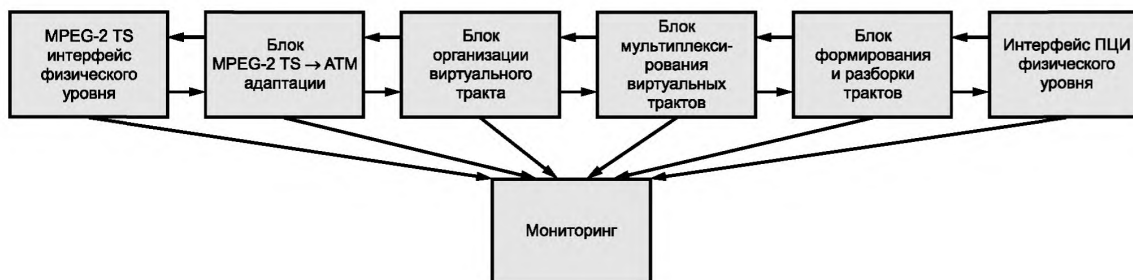 MPEG-2 TS
интерфейс
физического
уровня
Блок
MPEG-2 TS → ATM
адаптации
Блок
организации
виртуального
тракта
Блок
мультиплекси-
рования
виртуальных
трактов
Блок
формирования
и разборки
трактов
Интерфейс ПЦИ
физического
уровня
Мониторинг